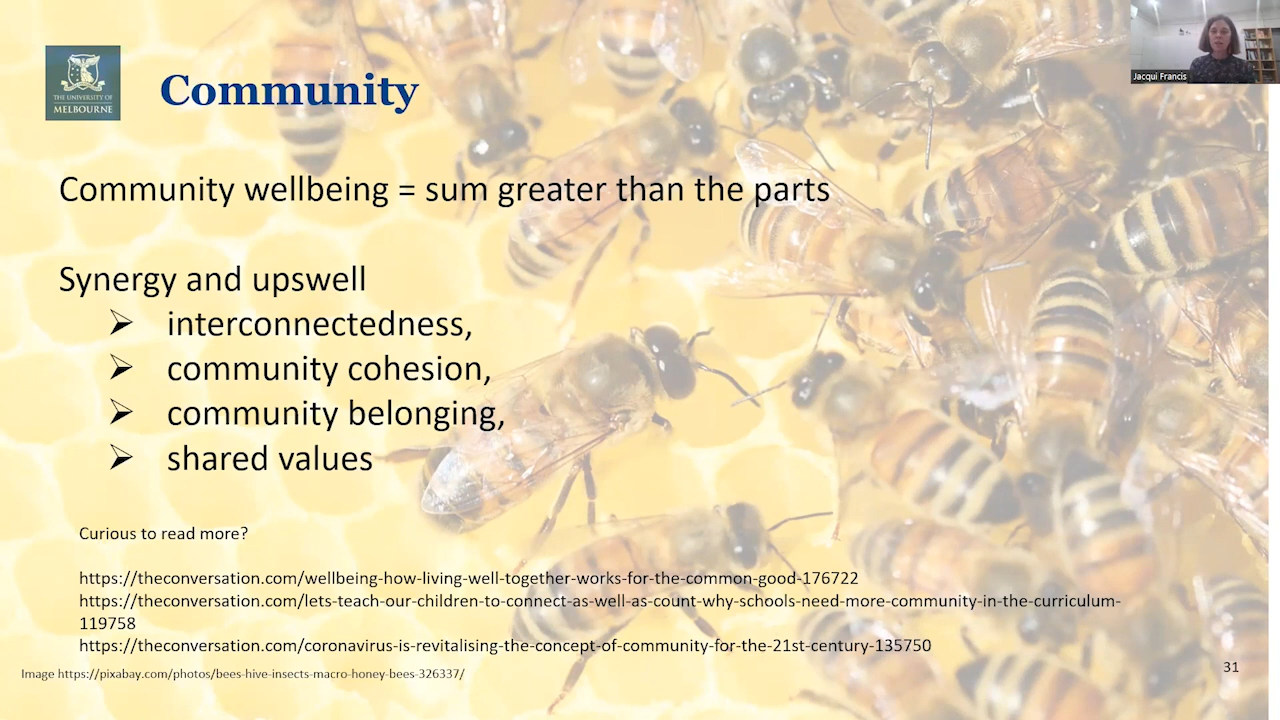 THE UNIVERSITY OF
MELBOURNE
Community
Jacqui Francis
Community wellbeing = sum greater than the parts
Synergy and upswell
➢ interconnectedness,
➢ community cohesion,
➢ community belonging,
➢ shared values
Curious to read more?
https://theconversation.com/wellbeing-how-living-well-together-works-for-the-common-good-176722
https://theconversation.com/lets-teach-our-children-to-connect-as-well-as-count-why-schools-need-more-community-in-the-curriculum-
119758
https://theconversation.com/coronavirus-is-revitalising-the-concept-of-community-for-the-21st-century-135750
Image https://pixabay.com/photos/bees-hive-insects-macro-honey-bees-326337/
31